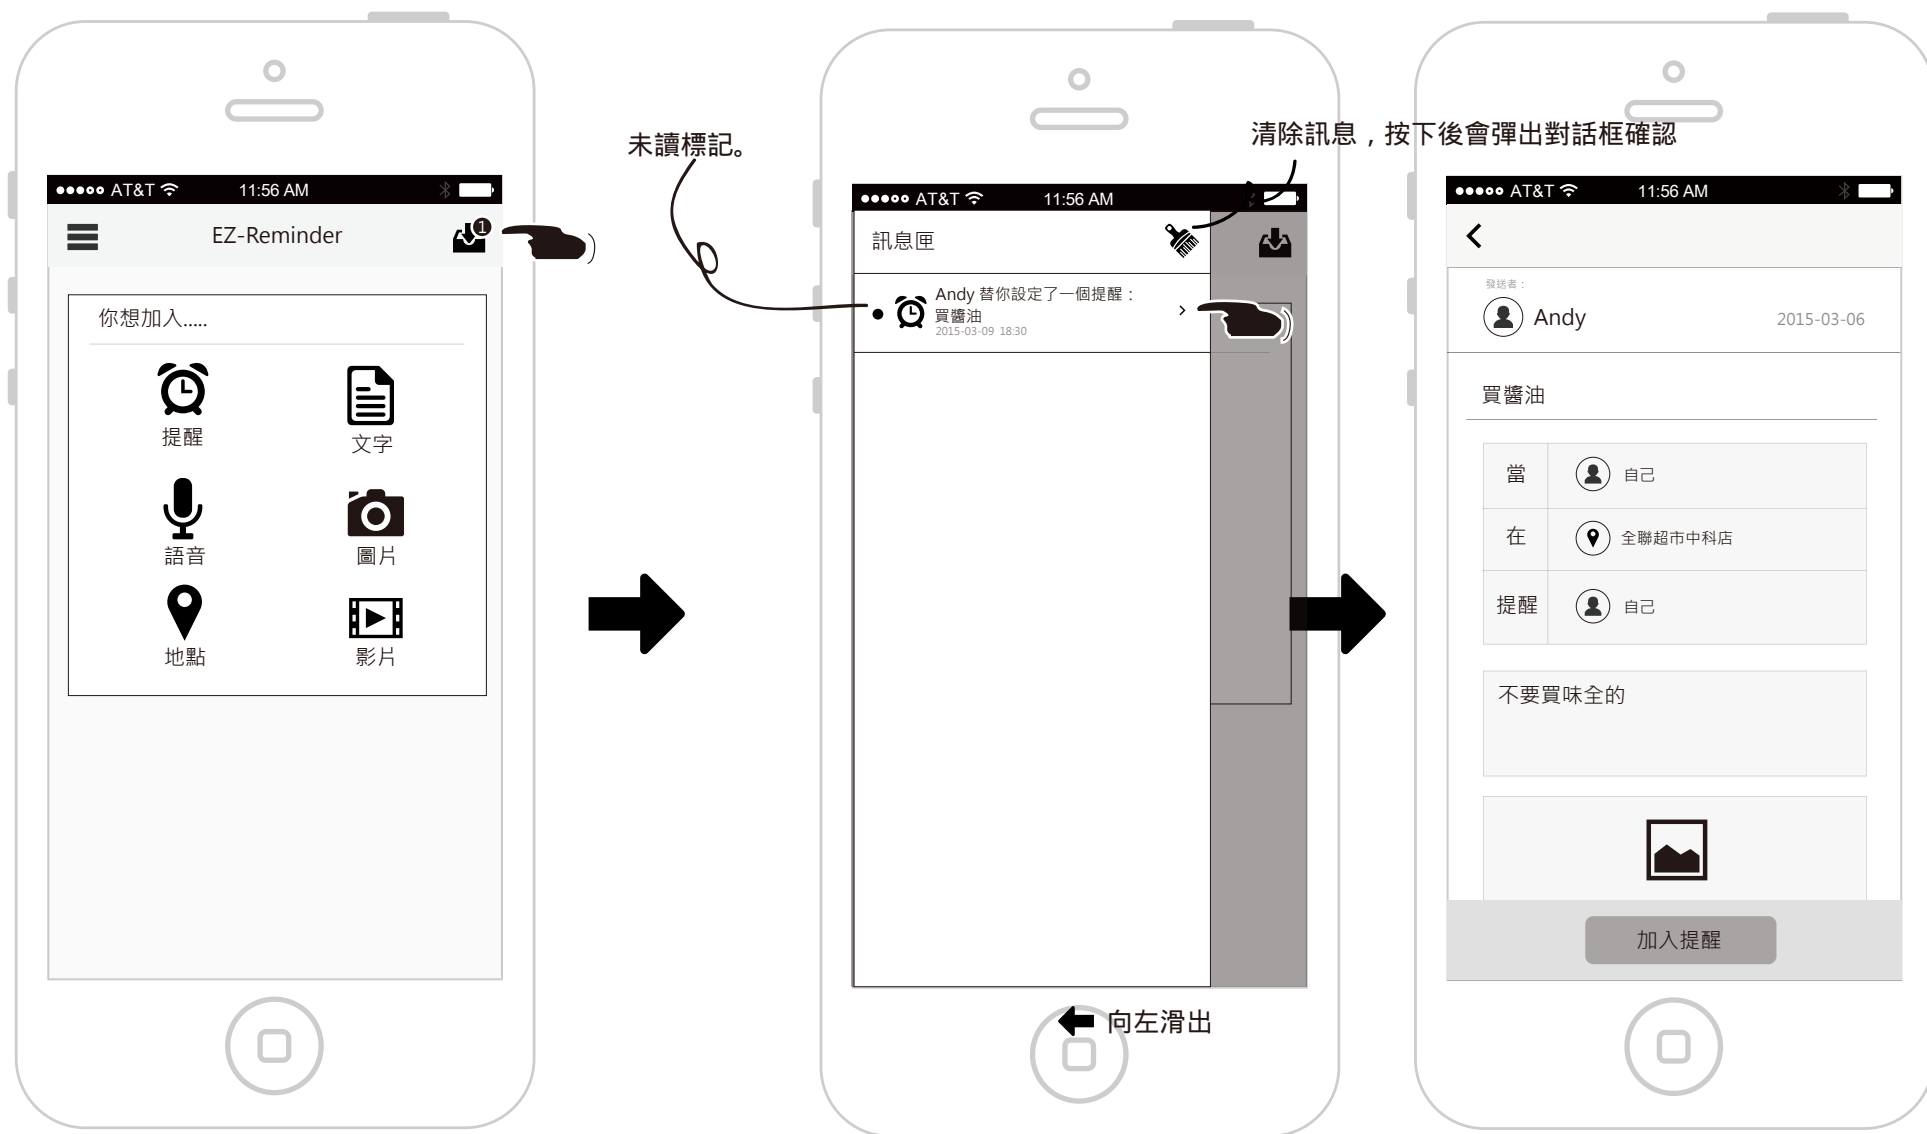 AT&T 11:56 AM
EZ-Reminder
1
你想加入.....
提醒
文字
語音
圖片
地點
影片
未讀標記。
清除訊息，按下後會彈出對話框確認
AT&T 11:56 AM
訊息匣
Andy 替你設定了一個提醒：
買醬油
2015-03-09 18:30
向左滑出
AT&T 11:56 AM
發送者：
Andy 2015-03-06
買醬油
當 自己
在 全聯超市中科店
提醒 自己
不要買味全的
加入提醒